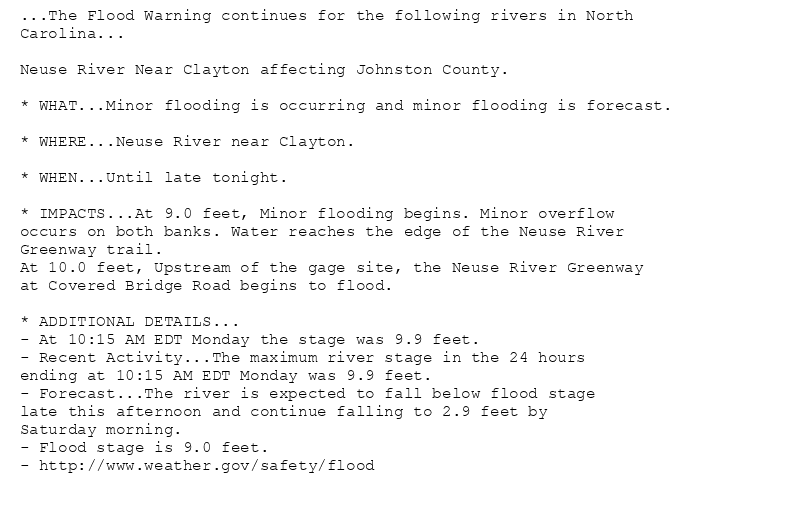 ...The Flood Warning continues for the following rivers in North
Carolina...
Neuse River Near Clayton affecting Johnston County.
* WHAT...Minor flooding is occurring and minor flooding is forecast.
* WHERE...Neuse River near Clayton.
* WHEN...Until late tonight.
* IMPACTS...At 9.0 feet, Minor flooding begins. Minor overflow
occurs on both banks. Water reaches the edge of the Neuse River
Greenway trail.
At 10.0 feet, Upstream of the gage site, the Neuse River Greenway
at Covered Bridge Road begins to flood.
* ADDITIONAL DETAILS...
- At 10:15 AM EDT Monday the stage was 9.9 feet.
- Recent Activity...The maximum river stage in the 24 hours
ending at 10:15 AM EDT Monday was 9.9 feet.
- Forecast...The river is expected to fall below flood stage
late this afternoon and continue falling to 2.9 feet by
Saturday morning.
- Flood stage is 9.0 feet.
- http://www.weather.gov/safety/flood